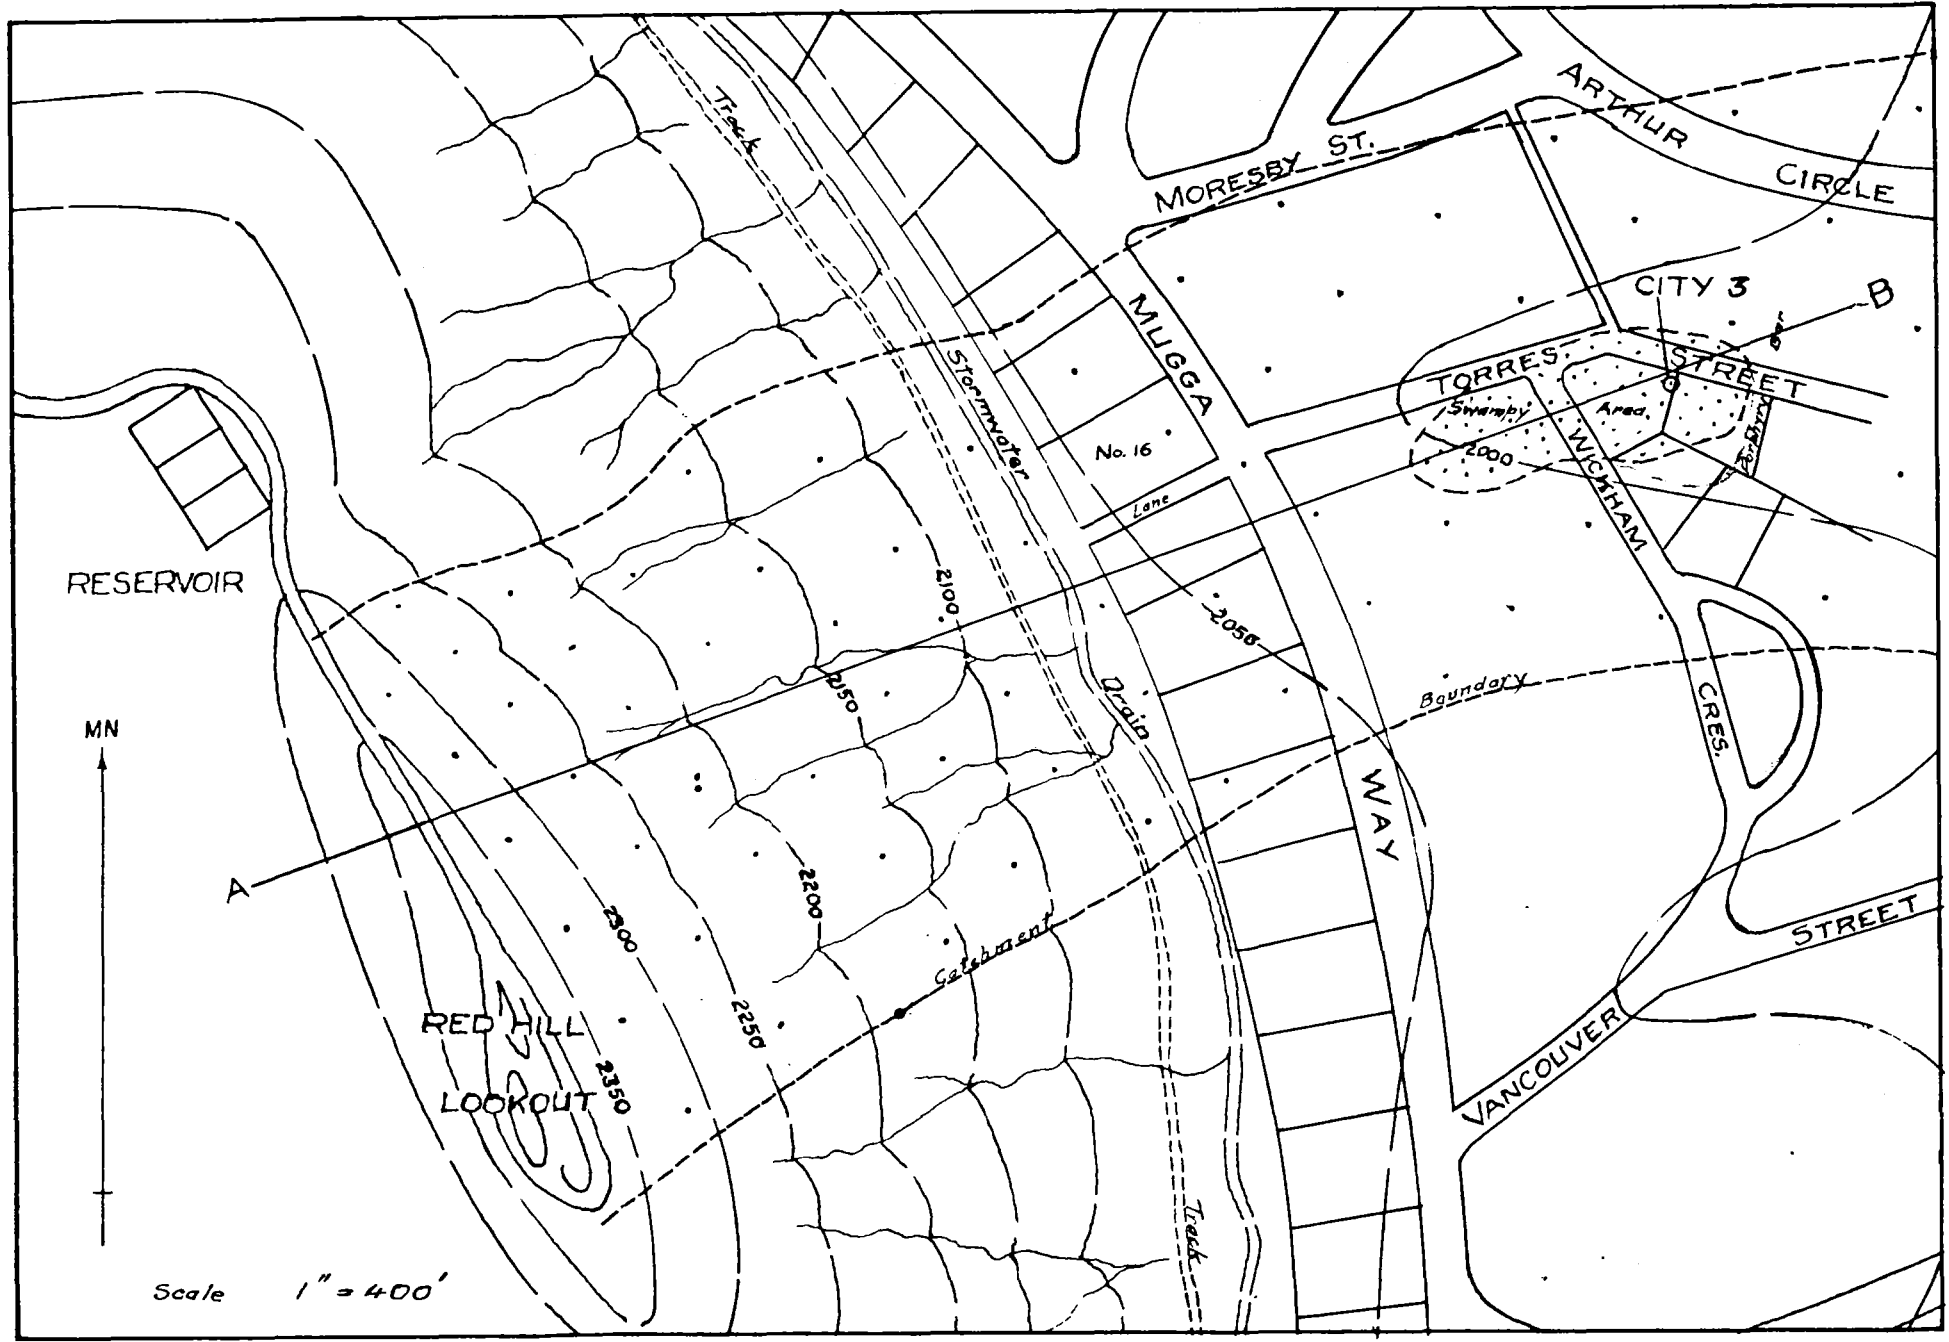 ARTHUR
CIRCLE
Track
MORESBY ST.
CITY 3
B
MUGGA
Bar
Stormwater
TORRES
STREET
Swampy
Area.
Porphyry
No. 16
2000
WICKHAM
Lane
RESERVOIR
2100
2050
2150
Drain
Boundary
CRES.
MN
WAY
A
2200
2300
STREET
Catchment
2250
RED HILL
LOOKOUT
2350
VANCOUVER
Track
Scale 1" = 400'